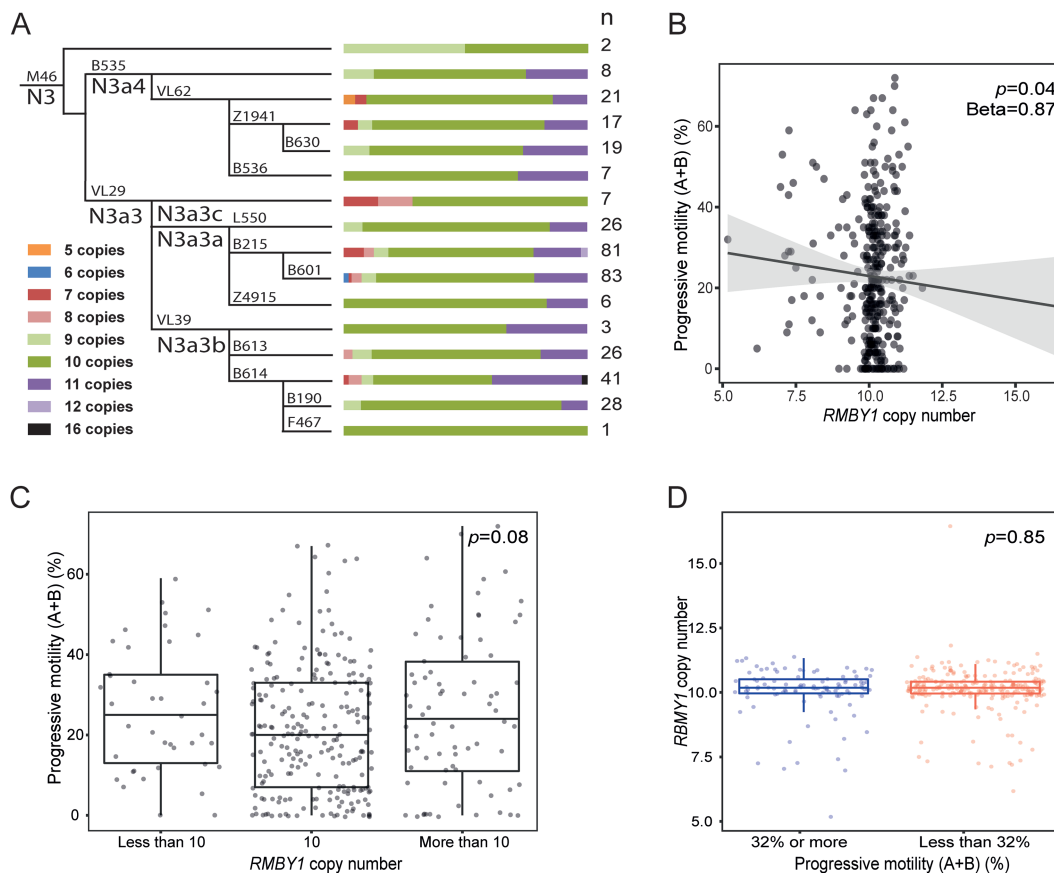 A
n
2
B535
8
M46
N3
N3a4
VL62
21
Z1941
17
B630
19
B536
7
VL29
7
N3a3
N3a3c
L550
26
N3a3a
B215
81
B601
83
Z4915
6
VL39
3
N3a3b
B613
26
B614
41
B190
28
F467
1
5 copies
6 copies
7 copies
8 copies
9 copies
10 copies
11 copies
12 copies
16 copies
B
p=0.04
Beta=0.87
Progressive motility (A+B) (%)
60
40
20
0
5.0
7.5
10.0
12.5
15.0
RMBY1 copy number
C
p=0.08
Progressive motility (A+B) (%)
60
40
20
0
Less than 10
10
More than 10
RMBY1 copy number
D
p=0.85
RBMY1 copy number
15.0
12.5
10.0
7.5
5.0
32% or more
Less than 32%
Progressive motility (A+B) (%)